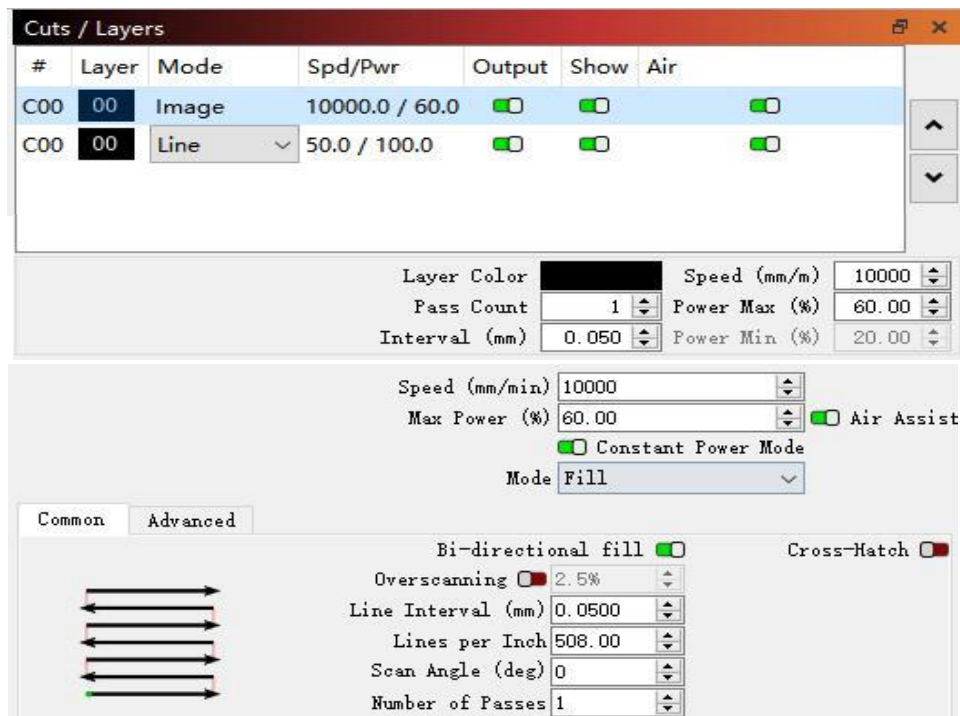 Cuts / Layers
# Layer Mode Spd/Pwr Output Show Air
C00 00 Image 10000.0 / 60.0
C00 00 Line 50.0 / 100.0
Layer Color Speed (mm/m) 10000
Pass Count 1 Power Max (%) 60.00
Interval (mm) 0.050 Power Min (%) 20.00
Speed (mm/min) 10000
Max Power (%) 60.00 Air Assist
Constant Power Mode
Mode Fill
Common Advanced
Bi-directional fill Cross-Hatch
Overscanning 2.5%
Line Interval (mm) 0.0500
Lines per Inch 508.00
Scan Angle (deg) 0
Number of Passes 1